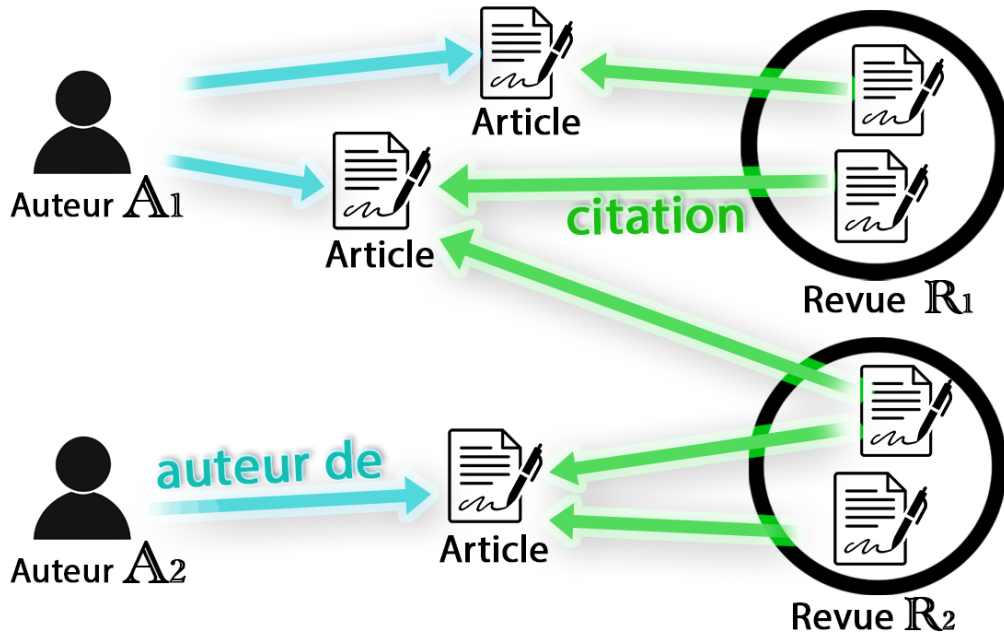 Article
Auteur A1
Article
citation
Revue R1
auteur de
Article
Auteur A2
Revue R2